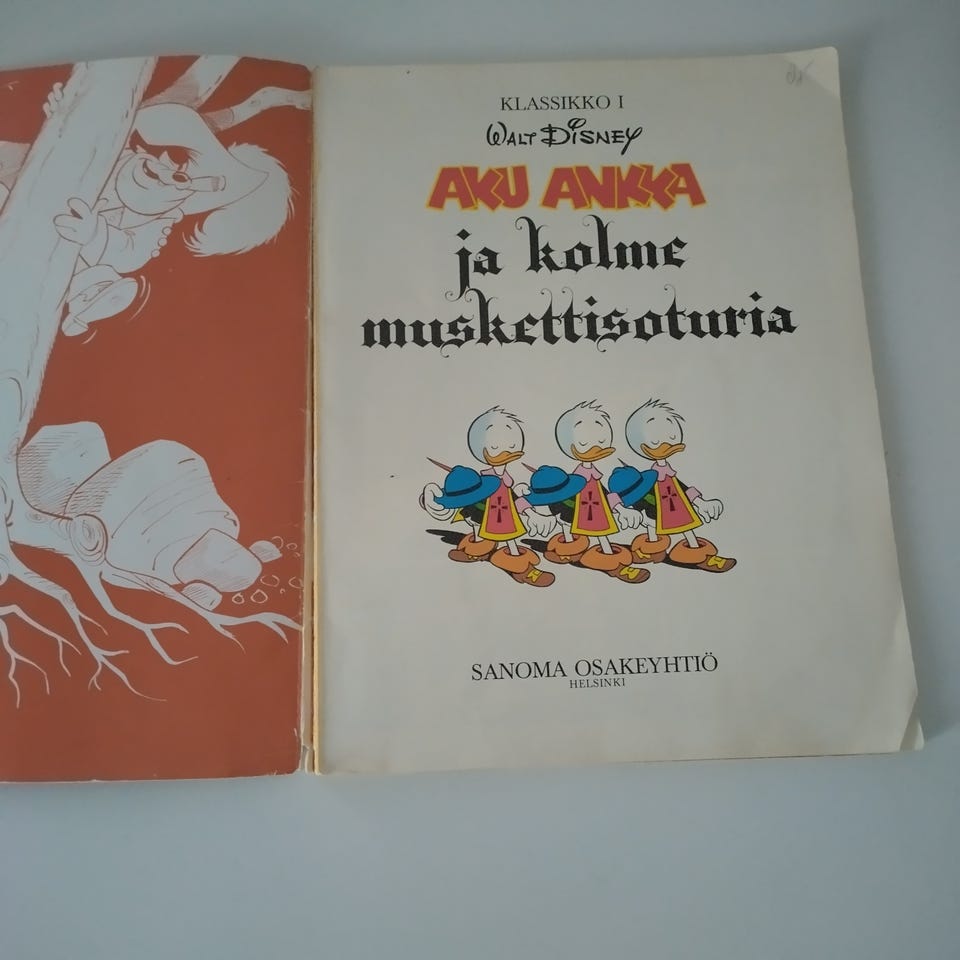 KLASSIKKO I
WALT DISNEY
AKU ANKKA
ja kolme
muskettisoturia
SANOMA OSAKEYHTIÖ
HELSINKI